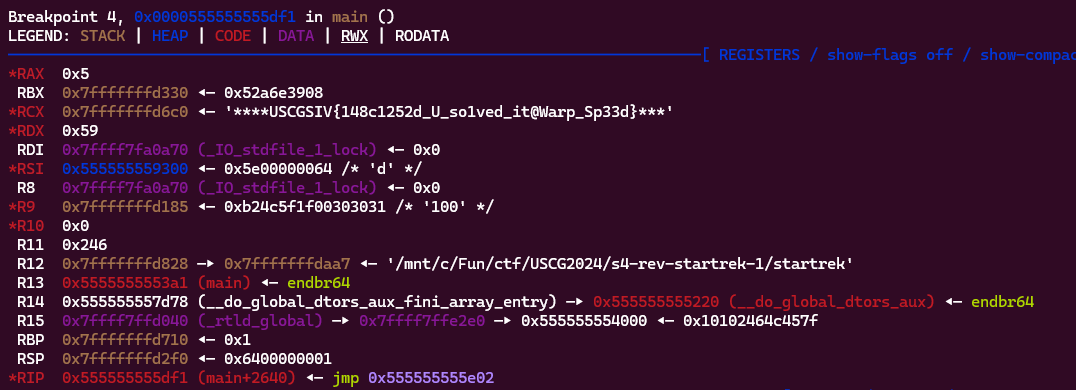 Breakpoint 4, 0x0000555555555df1 in main ()
LEGEND: STACK | HEAP | CODE | DATA | RWX | RODATA
[ REGISTERS / show-flags off / show-compac
*RAX 0x5
RBX 0x7fffffffd330 ◂— 0x52a6e3908
*RCX 0x7fffffffd6c0 ◂— '****USCGSIV{148c1252d_U_so1ved_it@Warp_Sp33d}***'
*RDX 0x59
RDI 0x7ffff7fa0a70 (_IO_stdfile_1_lock) ◂— 0x0
*RSI 0x555555559300 ◂— 0x5e00000064 /* 'd' */
R8 0x7ffff7fa0a70 (_IO_stdfile_1_lock) ◂— 0x0
*R9 0x7fffffffd185 ◂— 0xb24c5f1f00303031 /* '100' */
*R10 0x0
R11 0x246
R12 0x7fffffffd828 —▸ 0x7fffffffdaa7 ◂— '/mnt/c/Fun/ctf/USCG2024/s4-rev-startrek-1/startrek'
R13 0x5555555553a1 (main) ◂— endbr64
R14 0x555555557d78 (__do_global_dtors_aux_fini_array_entry) —▸ 0x555555555220 (__do_global_dtors_aux) ◂— endbr64
R15 0x7ffff7ffd040 (_rtld_global) —▸ 0x7ffff7ffe2e0 —▸ 0x555555554000 ◂— 0x10102464c457f
RBP 0x7fffffffd710 ◂— 0x1
RSP 0x7fffffffd2f0 ◂— 0x6400000001
*RIP 0x555555555df1 (main+2640) ◂— jmp 0x555555555e02